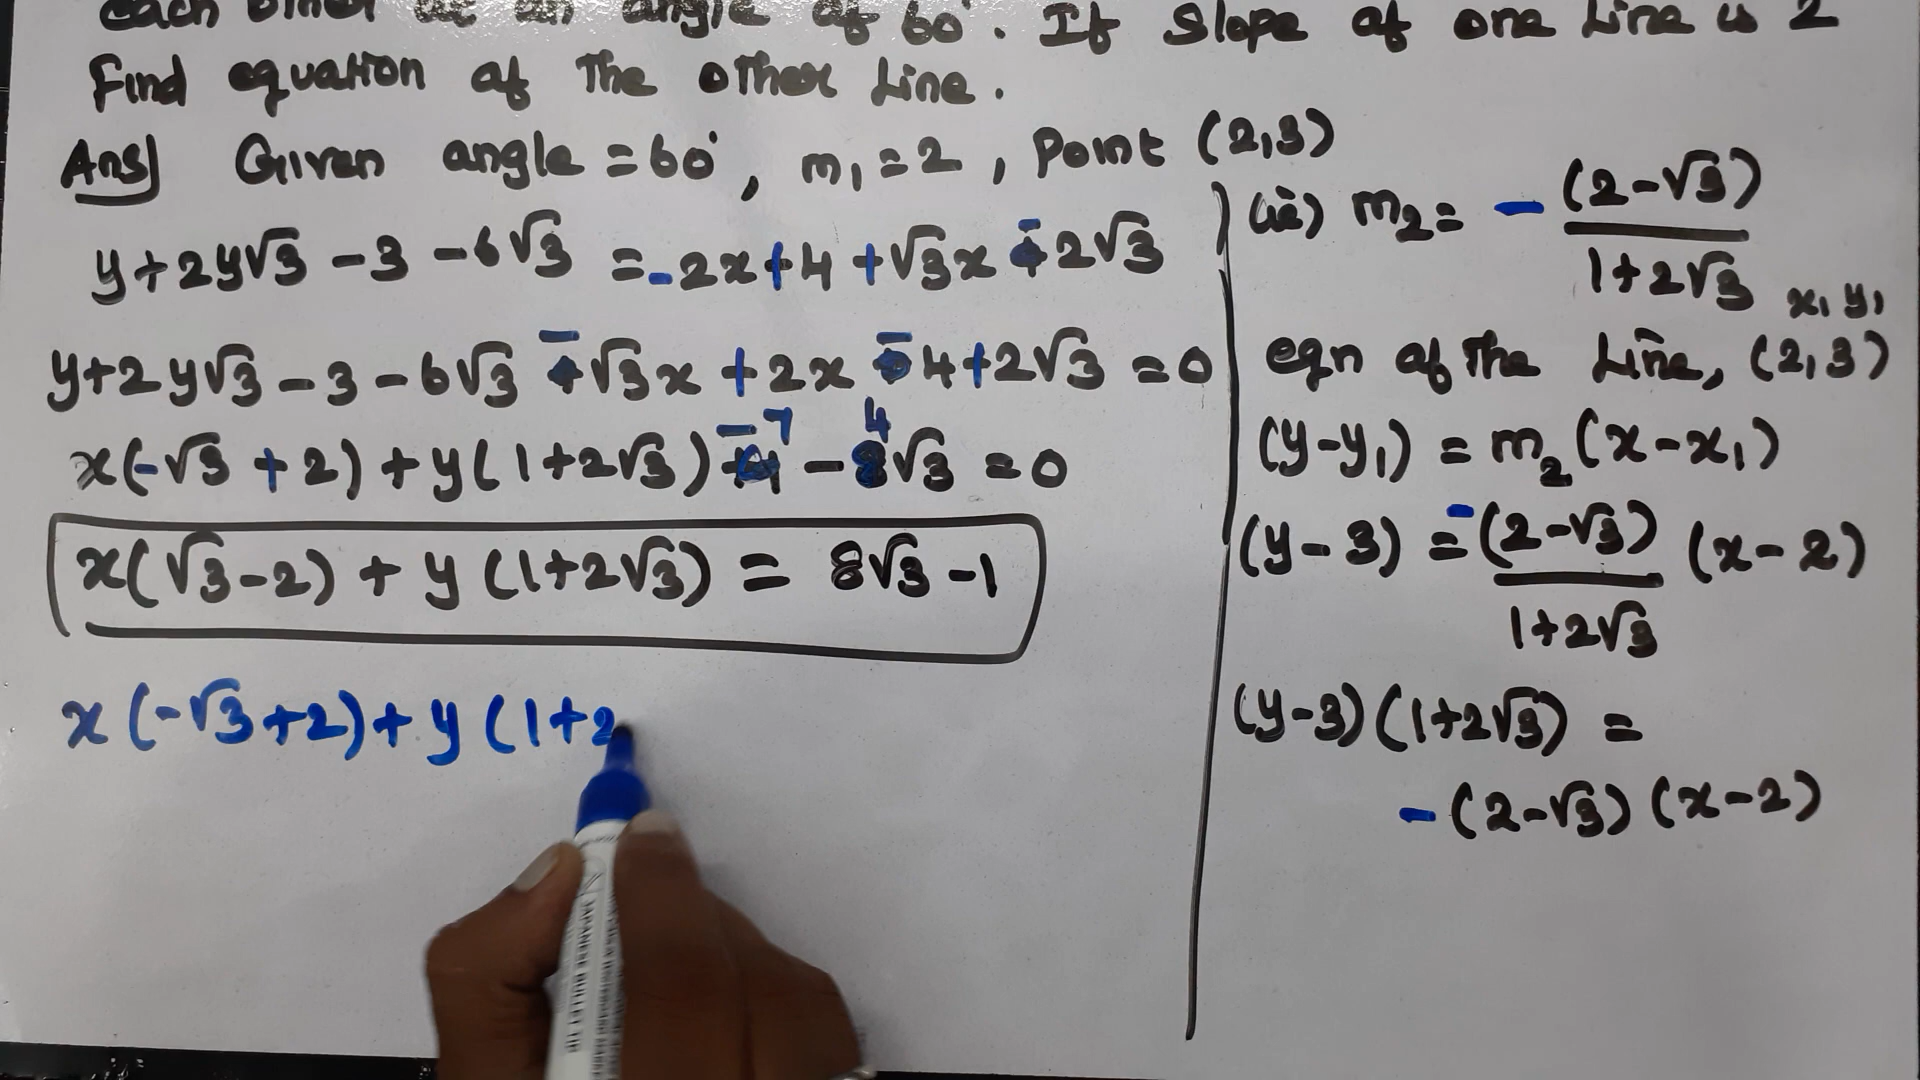 each other at an angle of 60°. If slope of one line is 2
Find equation of the other line.
Ans) Given angle = 60°, m₁ = 2, Point (2,3)
y+2y√3 -3 -6√3 = -2x+4+√3x - 2√3
y+2y√3 -3 -6√3 - √3x + 2x - 4+2√3 = 0
x(-√3 + 2) + y(1+2√3) - 7 - 4√3 = 0
x(√3-2) + y(1+2√3) = 8√3 -1
x(-√3+2)+y(1+2
(ii) m₂ = - (2-√3) / 1+2√3
x₁ y₁
eqn of the Line, (2,3)
(y-y₁) = m₂(x-x₁)
(y-3) = -(2-√3) / 1+2√3 (x-2)
(y-3)(1+2√3) =
-(2-√3)(x-2)